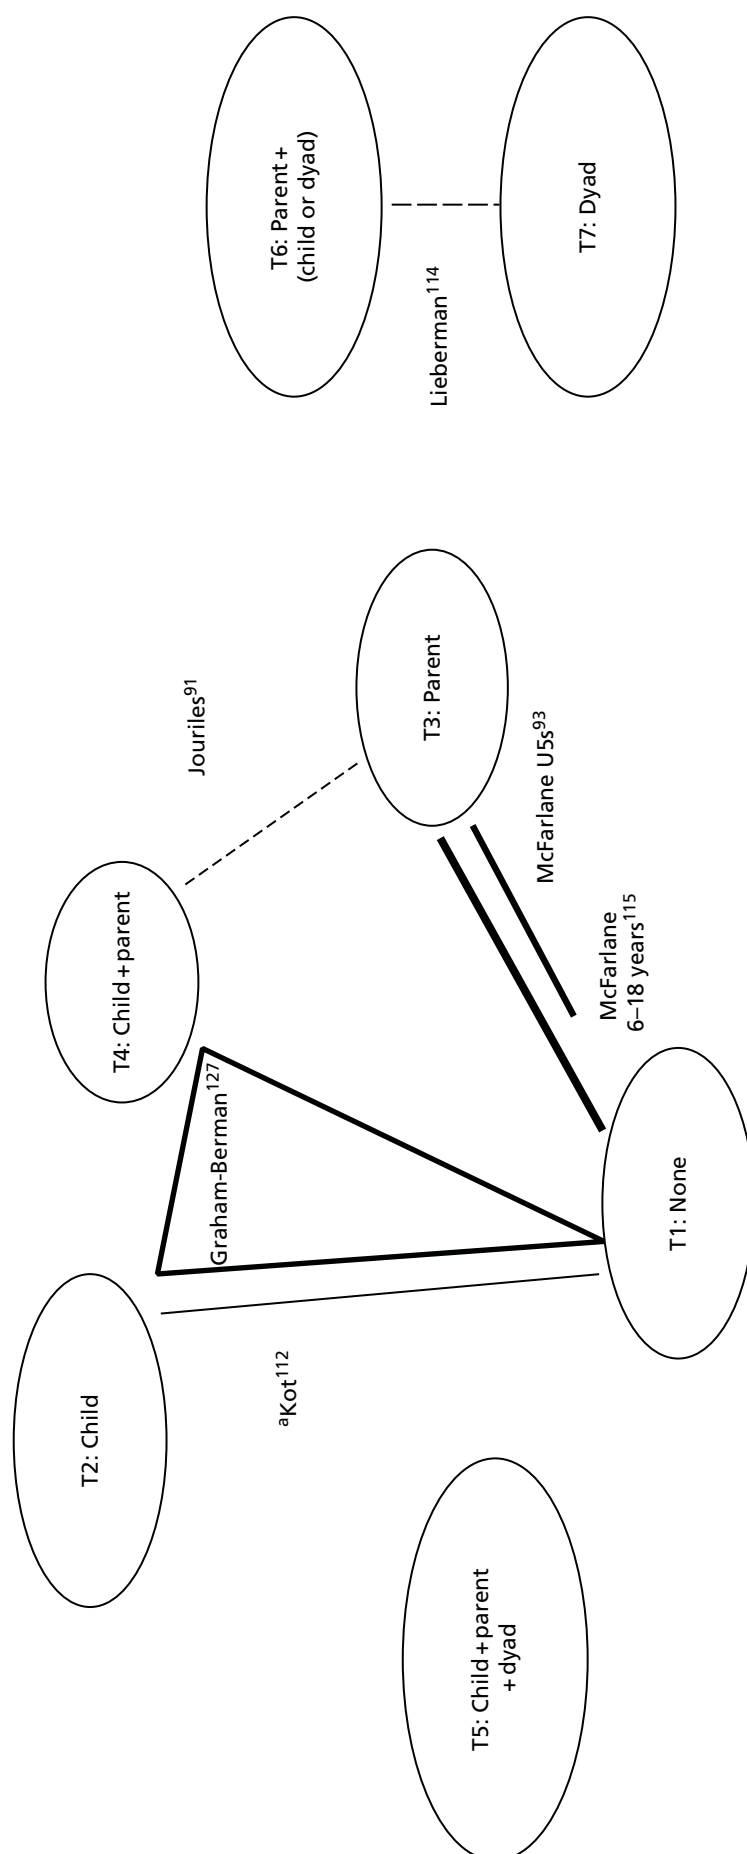 T2: Child
T4: Child+parent
Jouriles⁹¹
T6: Parent+
(child or dyad)
Graham-Berman¹²⁷
ᵃKot¹¹²
T3: Parent
Lieberman¹¹⁴
T5: Child+parent
+dyad
McFarlane U5s⁹³
T7: Dyad
McFarlane
6–18 years¹¹⁵
T1: None